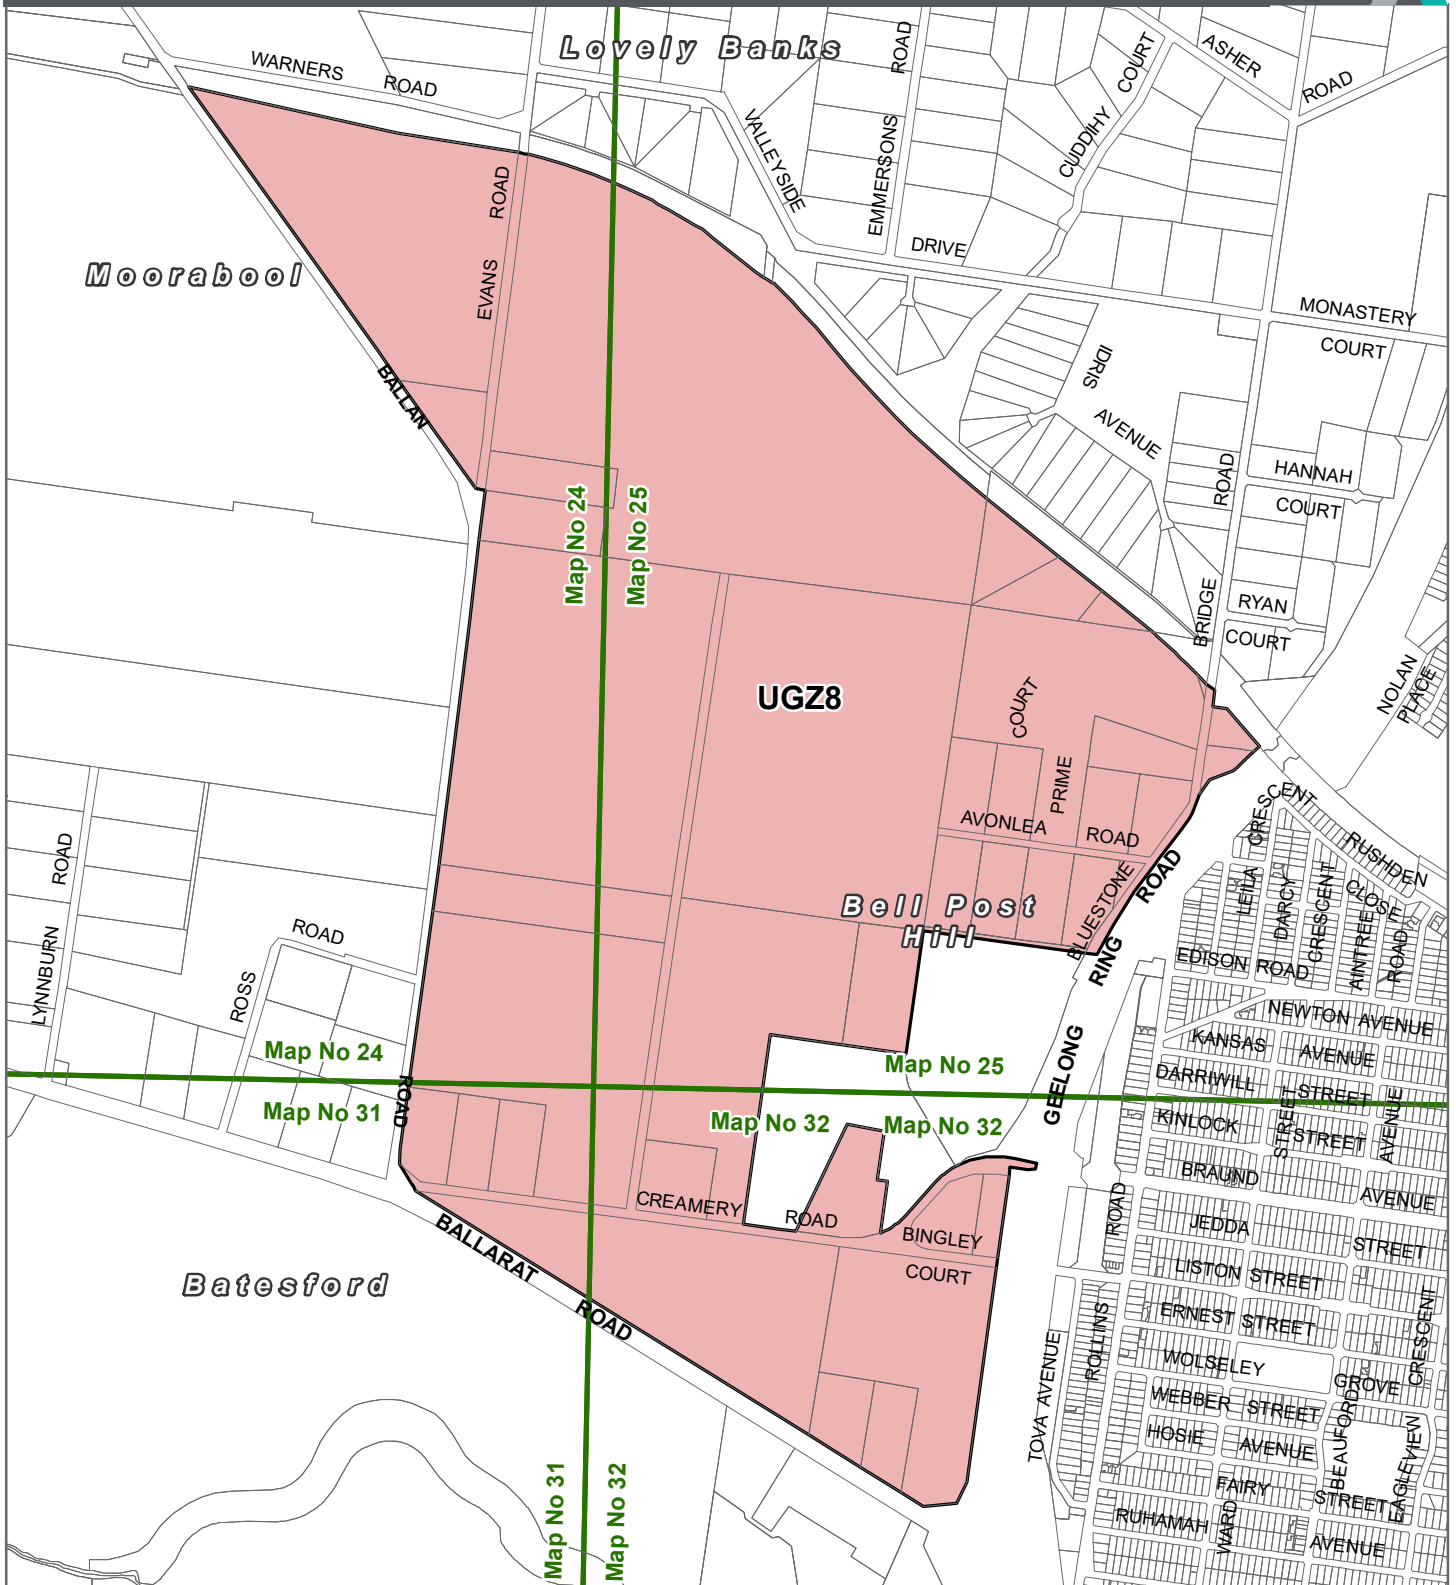 Lovely Banks
WARNERS
ROAD
ROAD
COURT
ASHER
ROAD
VALLEYSIDE
EMMERSONS
CUDDIHY
DRIVE
ROAD
EVANS
Moorabool
MONASTERY
COURT
IDRIS
AVENUE
BALLAN
ROAD
HANNAH
COURT
Map No 24
Map No 25
BRIDGE
RYAN
COURT
NOLAN
PLACE
UGZ8
COURT
PRIME
AVONLEA
ROAD
CRESCENT
RUSHDEN
CLOSE
ROAD
ROAD
LEILA
DARCY
CRESCENT
AINTREE
ROAD
BLUESTONE
Bell Post
Hill
RING
EDISON ROAD
LYNNBURN
ROAD
ROSS
NEWTON AVENUE
KANSAS
AVENUE
GEELONG
Map No 24
Map No 25
DARRIWILL
STREET
ROAD
Map No 31
Map No 32
Map No 32
KINLOCK
STREET
STREET
AVENUE
BRAUND
AVENUE
CREAMERY
ROAD
BINGLEY
COURT
ROAD
JEDDA
STREET
BALLARAT
ROAD
Batesford
LISTON STREET
ERNEST STREET
CRESCENT
ROLLINS
TOVA AVENUE
WOLSELEY
GROVE
WEBBER STREET
BEAUFORD
HOSIE
AVENUE
EAGLEVIEW
FAIRY
STREET
Map No 31
Map No 32
RUHAMAH
WARD
AVENUE